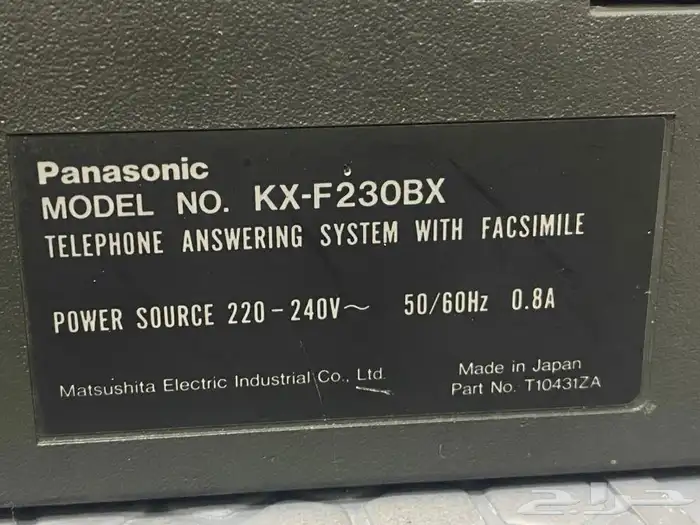 Panasonic
MODEL NO. KX-F230BX
TELEPHONE ANSWERING SYSTEM WITH FACSIMILE
POWER SOURCE 220-240V~ 50/60Hz 0.8A
Matsushita Electric Industrial Co., Ltd.
Made in Japan
Part No. T10431ZA
حراج